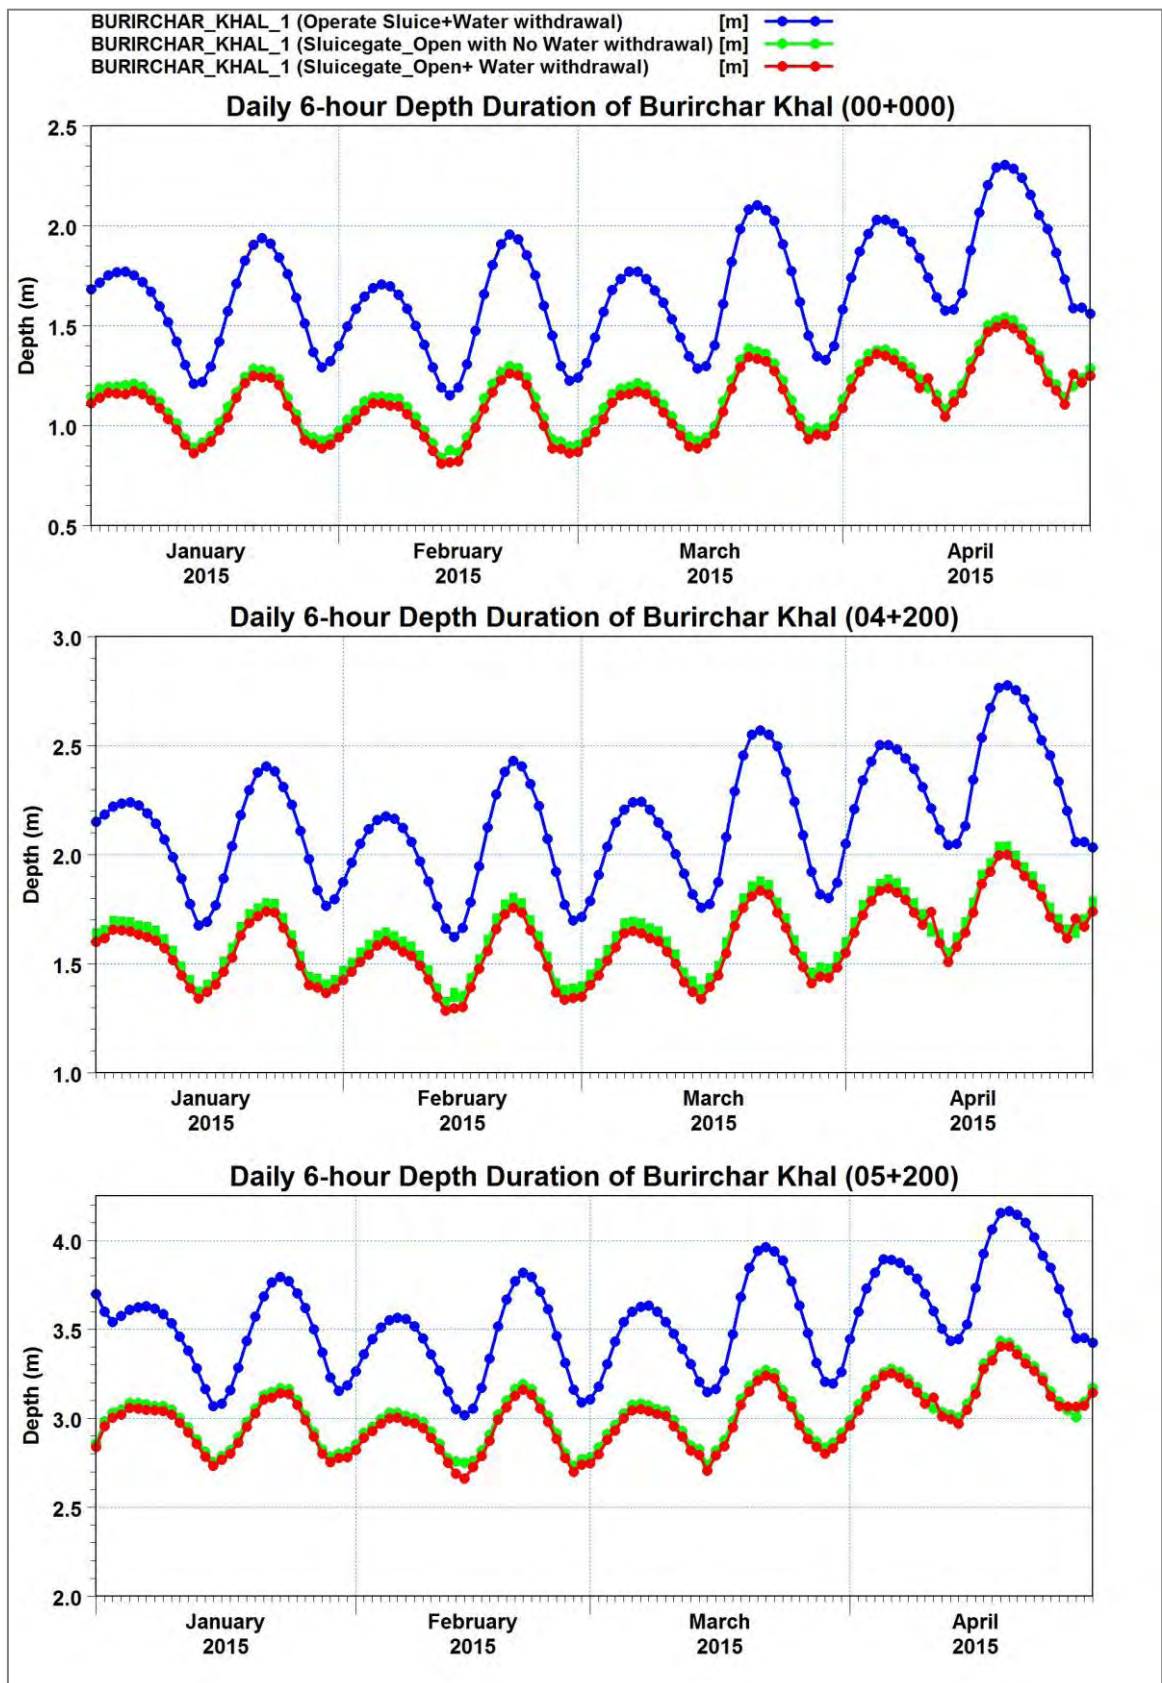 BURIRCHAR_KHAL_1 (Operate Sluice+Water withdrawal) [m]
BURIRCHAR_KHAL_1 (Sluicegate_Open with No Water withdrawal) [m]
BURIRCHAR_KHAL_1 (Sluicegate_Open+ Water withdrawal) [m]
Daily 6-hour Depth Duration of Burirchar Khal (00+000)
2.5
2.0
1.5
1.0
0.5
Depth (m)
January February March April
2015 2015 2015 2015
Daily 6-hour Depth Duration of Burirchar Khal (04+200)
3.0
2.5
2.0
1.5
1.0
Depth (m)
January February March April
2015 2015 2015 2015
Daily 6-hour Depth Duration of Burirchar Khal (05+200)
4.0
3.5
3.0
2.5
2.0
Depth (m)
January February March April
2015 2015 2015 2015